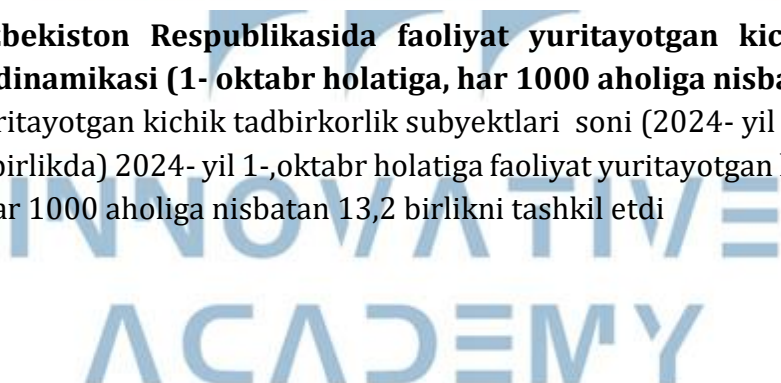 zbekiston Respublikasida faoliyat yuritayotgan kic
dinamikasi (1- oktabr holatiga, har 1000 aholiga nisba
ritayotgan kichik tadbirkorlik subyektlari soni (2024- yil
birlikda) 2024- yil 1-,oktabr holatiga faoliyat yuritayotgan
ar 1000 aholiga nisbatan 13,2 birlikni tashkil etdi
INNOVATIVE
ACADEMY